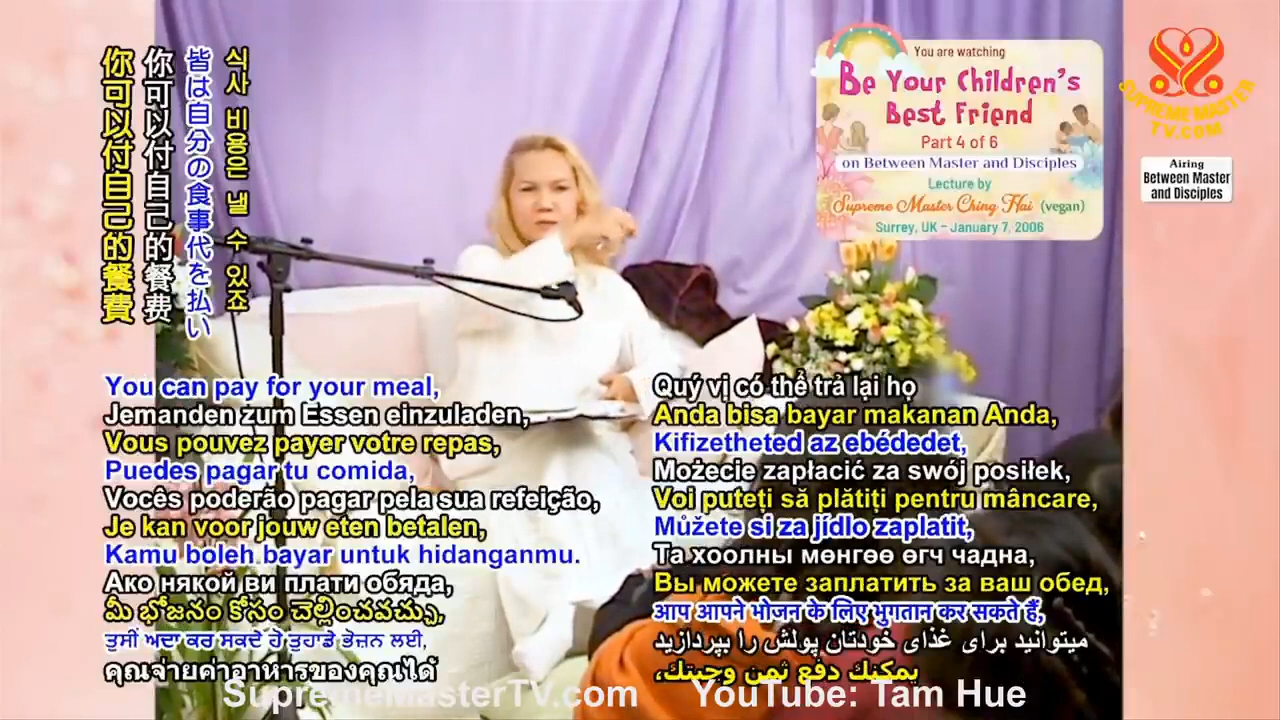 你可以付自己的餐費
你可以付自己的餐费
皆は自分の食事代を払い
식사 비용은 낼 수 있죠
You are watching
Be Your Children's
Best Friend
Part 4 of 6
on Between Master and Disciples
Lecture by
Supreme Master Ching Hai (vegan)
Surrey, UK - January 7, 2006
SUPREME MASTER
TV.COM
Airing
Between Master
and Disciples
You can pay for your meal,
Jemanden zum Essen einzuladen,
Vous pouvez payer votre repas,
Puedes pagar tu comida,
Vocês poderão pagar pela sua refeição,
Je kan voor jouw eten betalen,
Kamu boleh bayar untuk hidanganmu.
Ако някой ви плати обяда,
మీ భోజనం కోసం చెల్లించవచ్చు,
ਤੁਸੀਂ ਅਦਾ ਕਰ ਸਕਦੇ ਹੋ ਤੁਹਾਡੇ ਭੋਜਨ ਲਈ,
คุณจ่ายค่าอาหารของคุณได้
Quý vị có thể trả lại họ
Anda bisa bayar makanan Anda,
Kifizetheted az ebédedet,
Możecie zapłacić za swój posiłek,
Voi puteți să plătiți pentru mâncare,
Můžete si za jídlo zaplatit,
Та хоолны мөнгөө өгч чадна,
Вы можете заплатить за ваш обед,
आप आपने भोजन के लिए भुगतान कर सकते हैं,
میتوانید برای غذای خودتان پولش را بپردازید
يمكنك دفع ثمن وجبتك،
SupremeMasterTV.com
YouTube: Tam Hue